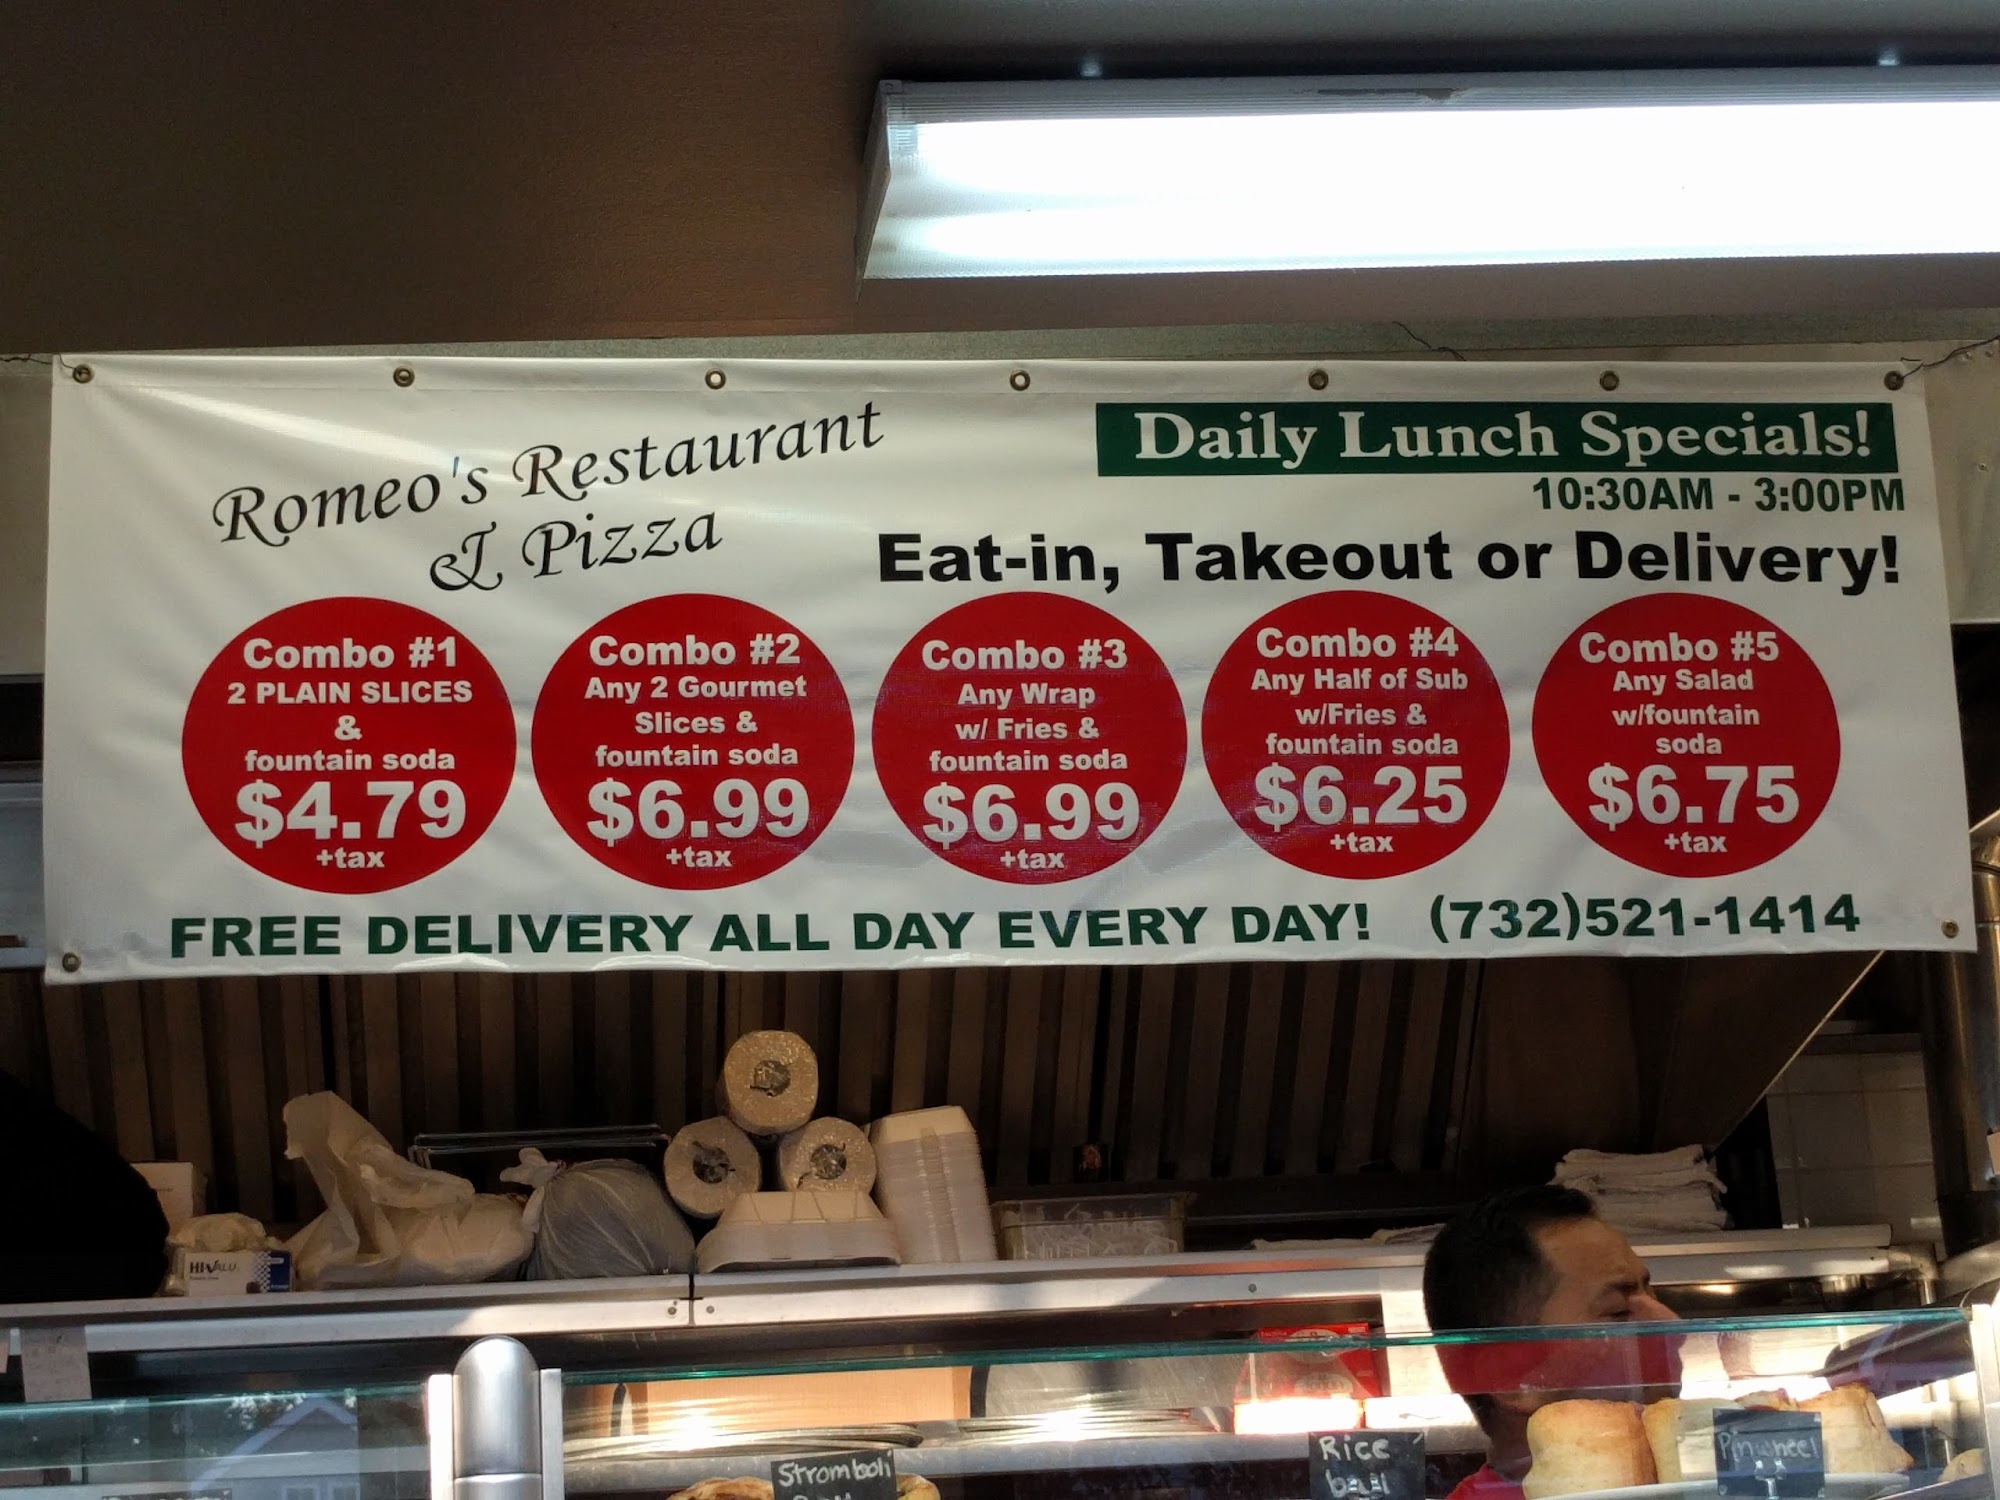 Romeo's Restaurant
& Pizza
Daily Lunch Specials!
10:30AM - 3:00PM
Eat-in, Takeout or Delivery!
Combo #1
2 PLAIN SLICES
&
fountain soda
$4.79
+tax
Combo #2
Any 2 Gourmet
Slices &
fountain soda
$6.99
+tax
Combo #3
Any Wrap
w/ Fries &
fountain soda
$6.99
+tax
Combo #4
Any Half of Sub
w/Fries &
fountain soda
$6.25
+tax
Combo #5
Any Salad
w/fountain
soda
$6.75
+tax
FREE DELIVERY ALL DAY EVERY DAY! (732)521-1414
HIVALU
Stromboli
Rice
ball
Pinwheel